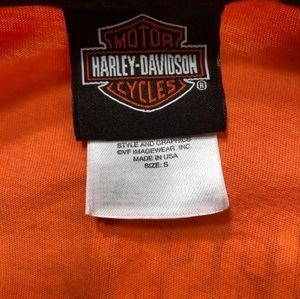 MOTOR
HARLEY-DAVIDSON
CYCLES ®
STYLE AND GRAPHICS
©VF IMAGEWEAR, INC.
MADE IN USA
SIZE: S